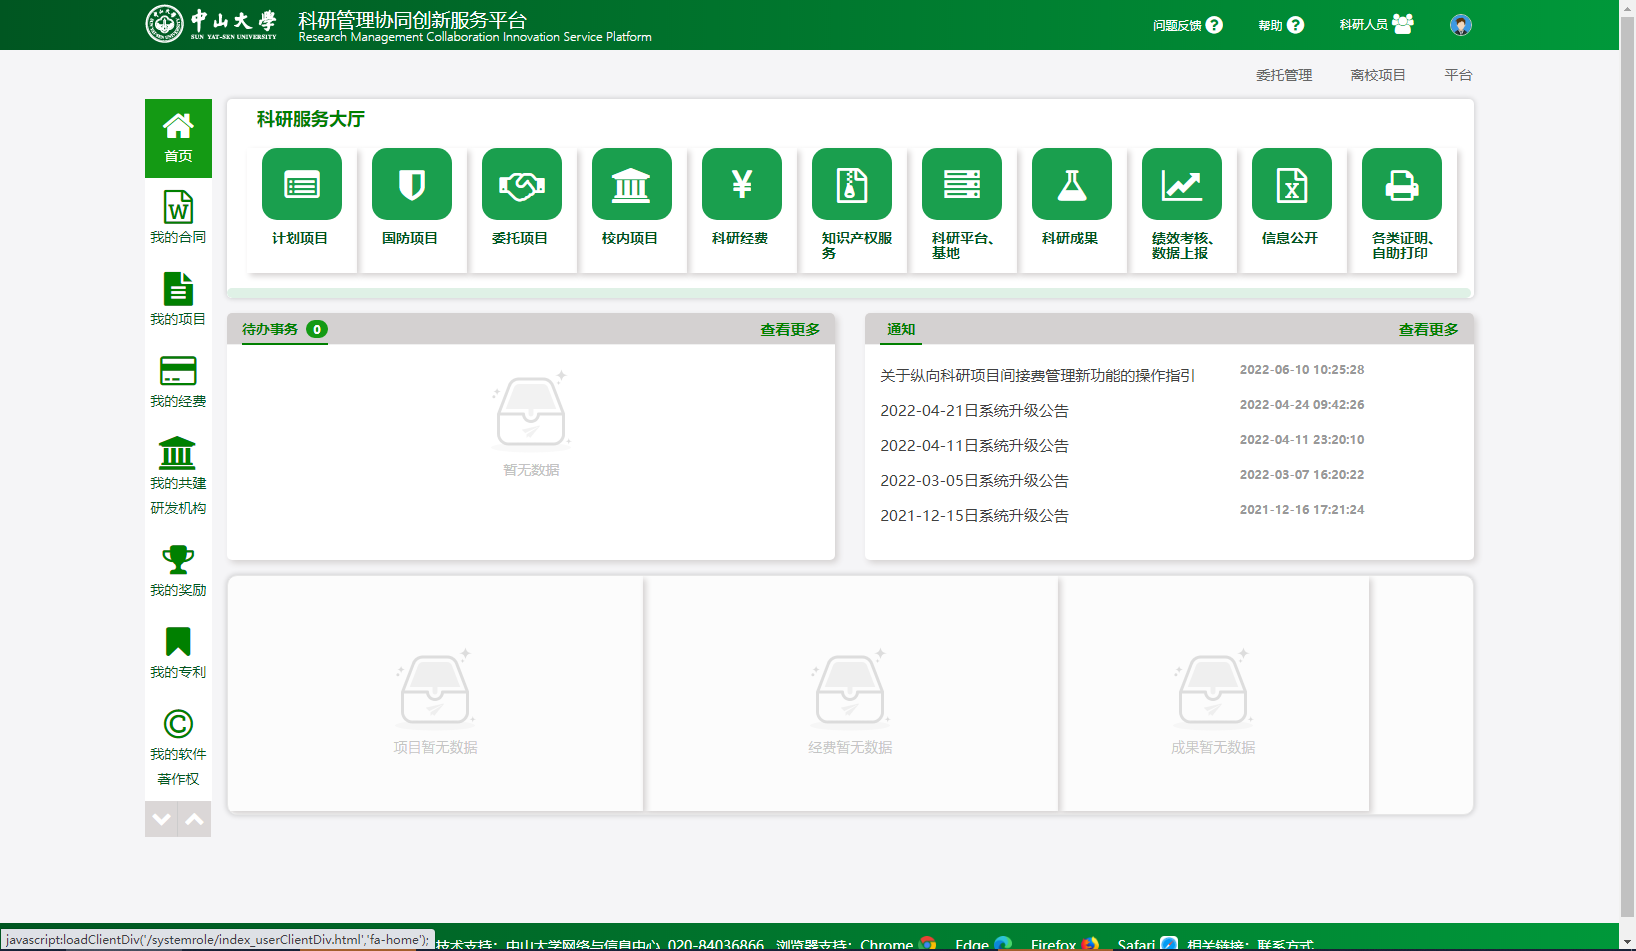 中山大学
SUN YAT-SEN UNIVERSITY
科研管理协同创新服务平台
Research Management Collaboration Innovation Service Platform
问题反馈
帮助
科研人员
委托管理
离校项目
平台
首页
我的合同
我的项目
我的经费
我的共建
研发机构
我的奖励
我的专利
我的软件
著作权
科研服务大厅
计划项目
国防项目
委托项目
校内项目
¥
科研经费
知识产权服
务
科研平台、
基地
科研成果
绩效考核、
数据上报
信息公开
各类证明、
自助打印
待办事务 0
查看更多
暂无数据
通知
查看更多
关于纵向科研项目间接费管理新功能的操作指引 2022-06-10 10:25:28
2022-04-21日系统升级公告 2022-04-24 09:42:26
2022-04-11日系统升级公告 2022-04-11 23:20:10
2022-03-05日系统升级公告 2022-03-07 16:20:22
2021-12-15日系统升级公告 2021-12-16 17:21:24
项目暂无数据
经费暂无数据
成果暂无数据
javascript:loadClientDiv('/systemrole/index_userClientDiv.html','fa-home');
技术支持：中山大学网络与信息中心 020-84036866 浏览器支持：Chrome Edge Firefox Safari 相关链接：联系方式